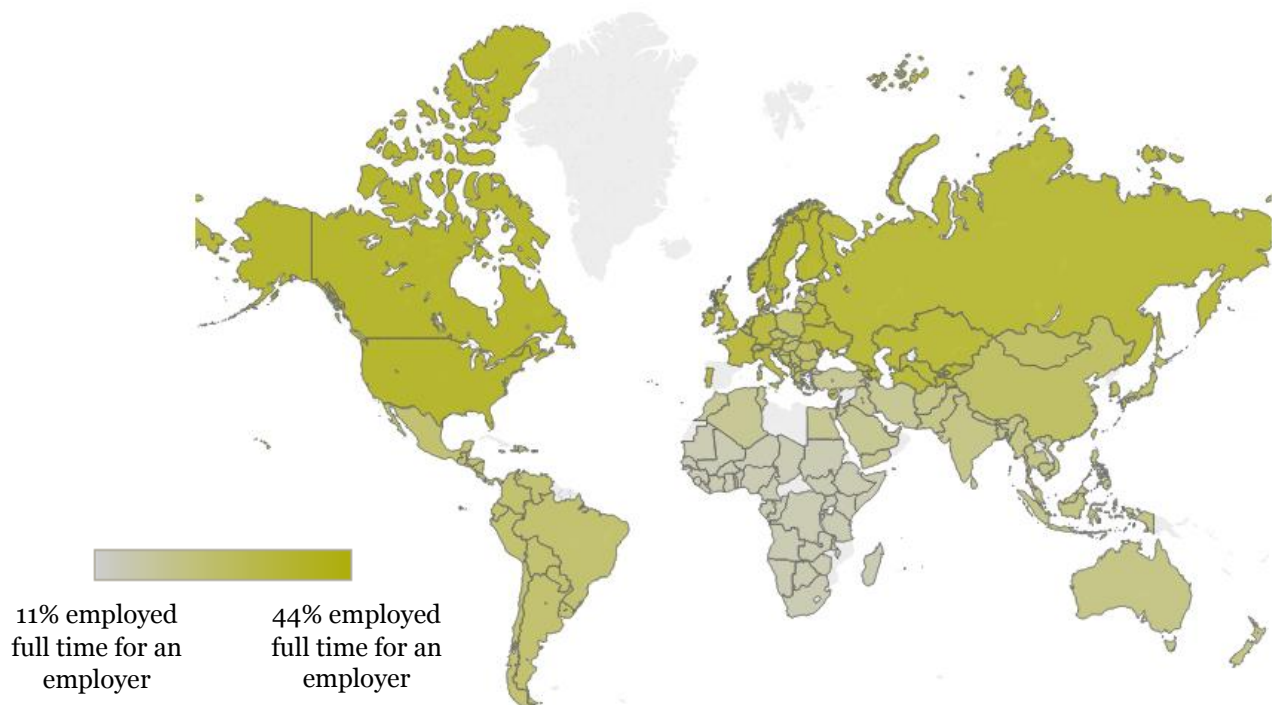 11% employed
full time for an
employer
44% employed
full time for an
employer